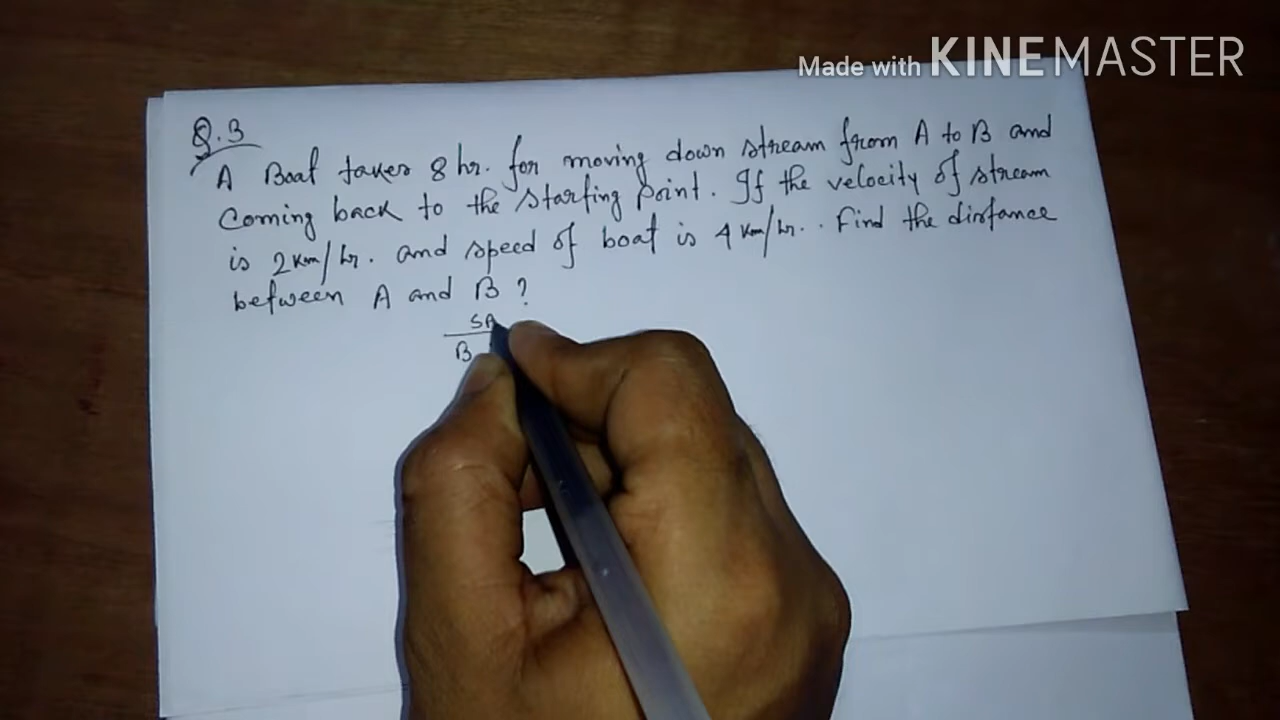 Made with KINEMASTER
Q.3
A Boat takes 8 hr. for moving down stream from A to B and
Coming back to the starting point. If the velocity of stream
is 2 km/hr. and speed of boat is 4 km/hr.. Find the distance
between A and B ?
SA
B